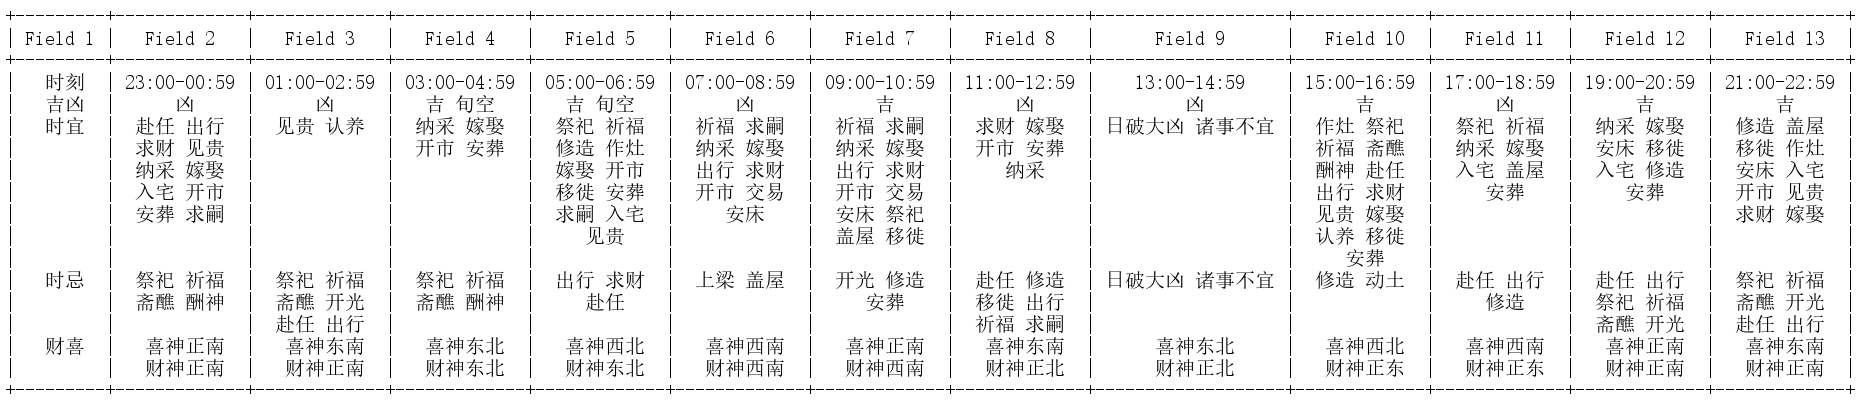 Field 1 Field 2 Field 3 Field 4 Field 5 Field 6 Field 7 Field 8 Field 9 Field 10 Field 11 Field 12 Field 13
时刻 23:00-00:59 01:00-02:59 03:00-04:59 05:00-06:59 07:00-08:59 09:00-10:59 11:00-12:59 13:00-14:59 15:00-16:59 17:00-18:59 19:00-20:59 21:00-22:59
吉凶 凶 凶 吉 旬空 吉 旬空 凶 吉 凶 凶 吉 凶 吉 吉
时宜 赴任 出行 见贵 认养 纳采 嫁娶 祭祀 祈福 祈福 求嗣 祈福 求嗣 求财 嫁娶 日破大凶 诸事不宜 作灶 祭祀 祭祀 祈福 纳采 嫁娶 修造 盖屋
求财 见贵 开市 安葬 修造 作灶 纳采 嫁娶 纳采 嫁娶 开市 安葬 祈福 斋醮 纳采 嫁娶 安床 移徙 移徙 作灶
纳采 嫁娶 嫁娶 开市 出行 求财 出行 求财 纳采 酬神 赴任 入宅 盖屋 入宅 修造 安床 入宅
入宅 开市 移徙 安葬 开市 交易 开市 交易 出行 求财 安葬 安葬 开市 见贵
安葬 求嗣 求嗣 入宅 安床 安床 祭祀 见贵 嫁娶 求财 嫁娶
见贵 盖屋 移徙 认养 移徙
安葬
时忌 祭祀 祈福 祭祀 祈福 祭祀 祈福 出行 求财 上梁 盖屋 开光 修造 赴任 修造 日破大凶 诸事不宜 修造 动土 赴任 出行 赴任 出行 祭祀 祈福
斋醮 酬神 斋醮 开光 斋醮 酬神 赴任 安葬 移徙 出行 修造 祭祀 祈福 斋醮 开光
赴任 出行 祈福 求嗣 斋醮 开光 赴任 出行
财喜 喜神正南 喜神东南 喜神东北 喜神西北 喜神西南 喜神正南 喜神东南 喜神东北 喜神西北 喜神西南 喜神正南 喜神东南
财神正南 财神正南 财神东北 财神东北 财神西南 财神西南 财神正北 财神正北 财神正东 财神正东 财神正南 财神正南